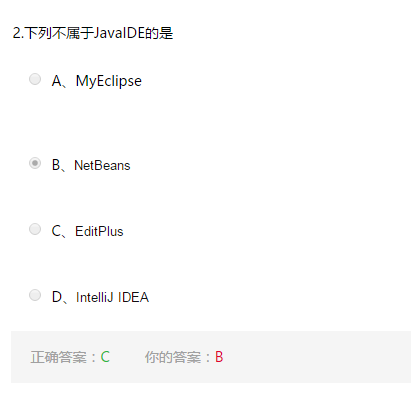 2.下列不属于JavaIDE的是
A、MyEclipse
B、NetBeans
C、EditPlus
D、IntelliJ IDEA
正确答案：C 你的答案：B